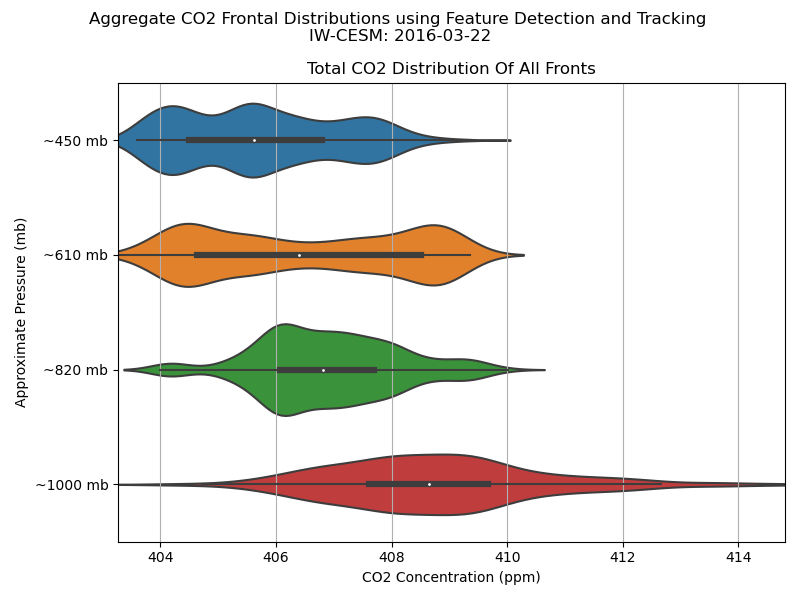 Aggregate CO2 Frontal Distributions using Feature Detection and Tracking
IW-CESM: 2016-03-22
Total CO2 Distribution Of All Fronts
Approximate Pressure (mb)
~450 mb
~610 mb
~820 mb
~1000 mb
404 406 408 410 412 414
CO2 Concentration (ppm)